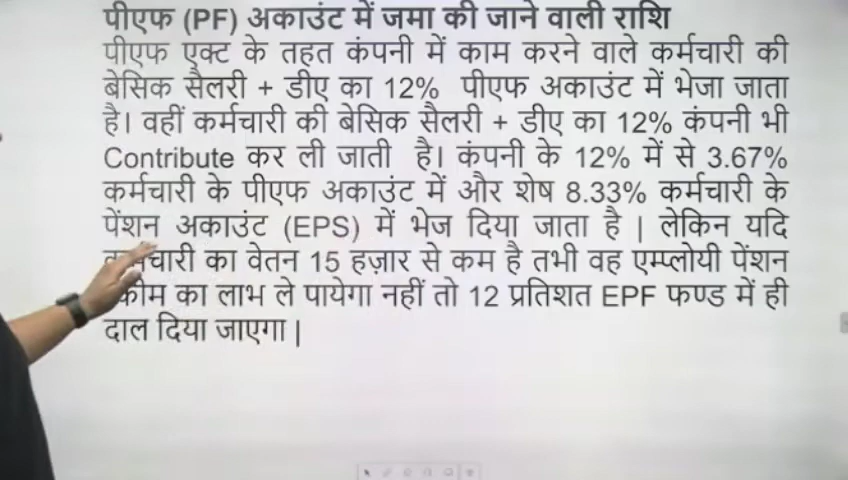 पीएफ (PF) अकाउंट में जमा की जाने वाली राशि
पीएफ एक्ट के तहत कंपनी में काम करने वाले कर्मचारी की
बेसिक सैलरी + डीए का 12% पीएफ अकाउंट में भेजा जाता
है। वहीं कर्मचारी की बेसिक सैलरी + डीए का 12% कंपनी भी
Contribute कर ली जाती है। कंपनी के 12% में से 3.67%
कर्मचारी के पीएफ अकाउंट में और शेष 8.33% कर्मचारी के
पेंशन अकाउंट (EPS) में भेज दिया जाता है | लेकिन यदि
का वेतन 15 हज़ार से कम है तभी वह एम्प्लोयी पेंशन
का लाभ ले पायेगा नहीं तो 12 प्रतिशत EPF फण्ड में ही
दाल दिया जाएगा |